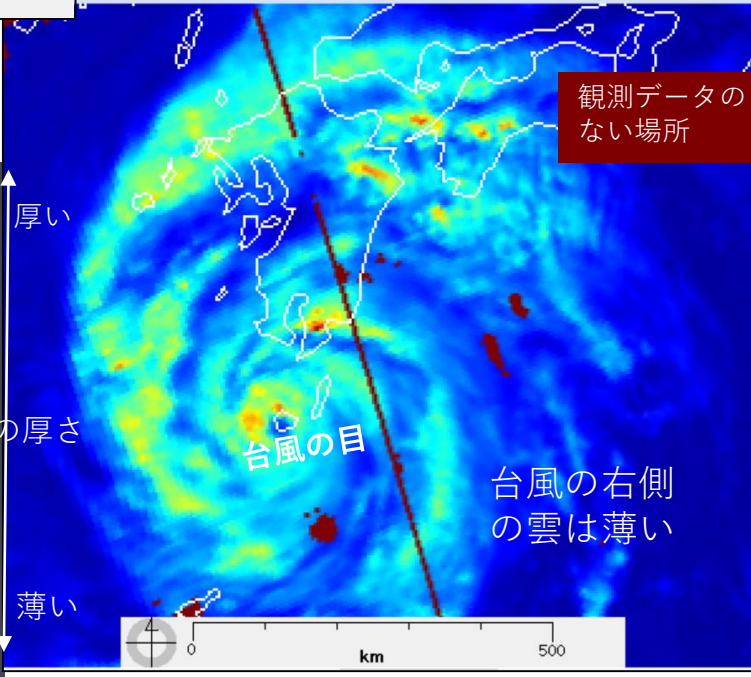 観測データの
ない場所
厚い
の厚さ
台風の目
台風の右側
の雲は薄い
薄い
0
500
km